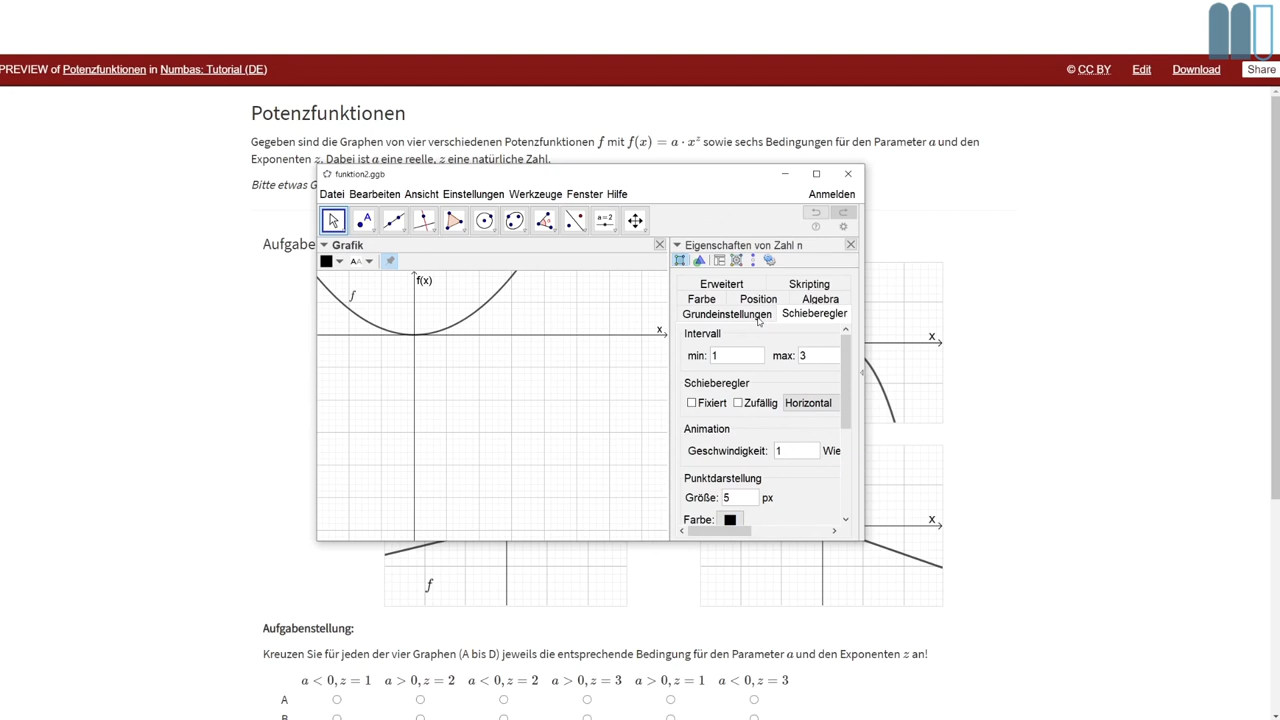 PREVIEW of Potenzfunktionen in Numbas: Tutorial (DE)
© CC BY Edit Download Share
Potenzfunktionen
Gegeben sind die Graphen von vier verschiedenen Potenzfunktionen f mit f(x) = a · x^z sowie sechs Bedingungen für den Parameter a und den
Exponenten z. Dabei ist a eine reelle, z eine natürliche Zahl.
Bitte etwas G
Aufgabe
funktion2.ggb
Datei Bearbeiten Ansicht Einstellungen Werkzeuge Fenster Hilfe
Anmelden
A
a=2
Grafik
Eigenschaften von Zahl n
AA
f(x)
f
x
Erweitert Skripting
Farbe Position Algebra
Grundeinstellungen Schieberegler
Intervall
min: 1 max: 3
Schieberegler
Fixiert Zufällig Horizontal
Animation
Geschwindigkeit: 1 Wie
Punktdarstellung
Größe: 5 px
Farbe:
x
x
f
Aufgabenstellung:
Kreuzen Sie für jeden der vier Graphen (A bis D) jeweils die entsprechende Bedingung für den Parameter a und den Exponenten z an!
a < 0, z = 1 a > 0, z = 2 a < 0, z = 2 a > 0, z = 3 a > 0, z = 1 a < 0, z = 3
A
B